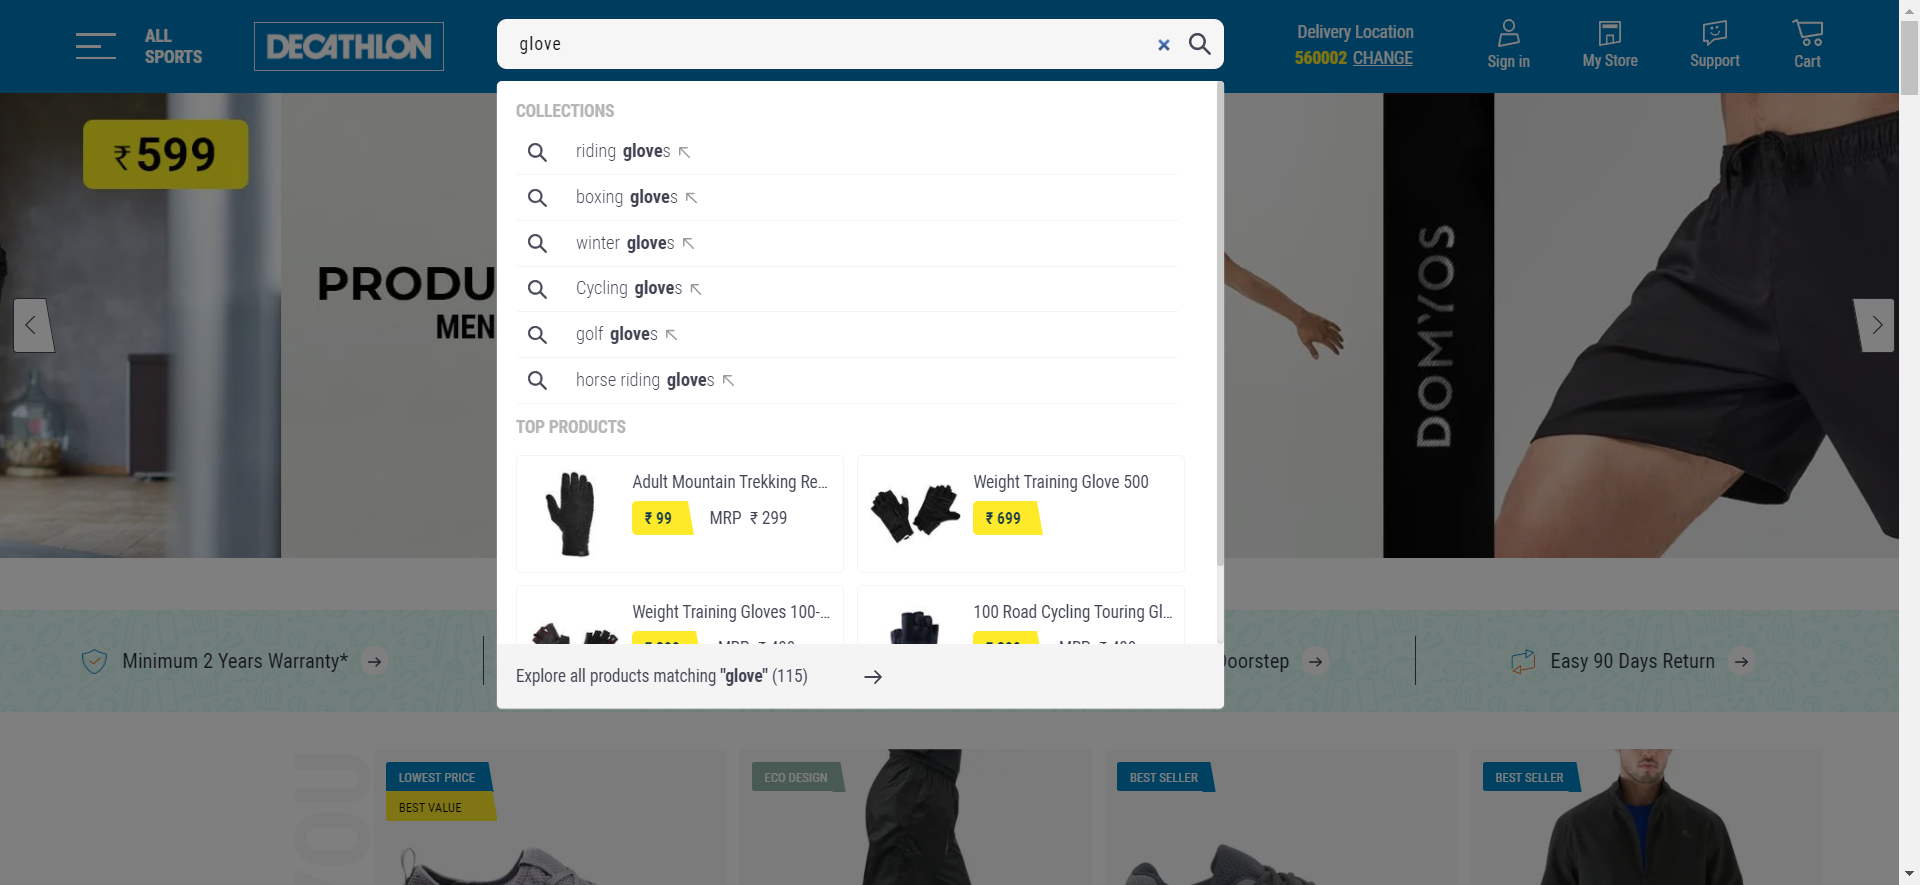 ALL
SPORTS
DECATHLON
glove
Delivery Location
560002 CHANGE
Sign in
My Store
Support
Cart
COLLECTIONS
riding gloves
boxing gloves
winter gloves
Cycling gloves
golf gloves
horse riding gloves
TOP PRODUCTS
Adult Mountain Trekking Re...
₹ 99 MRP ₹ 299
Weight Training Glove 500
₹ 699
Weight Training Gloves 100-...
MRP
100 Road Cycling Touring Gl...
MRP
Explore all products matching "glove" (115)
₹ 599
PRODU
MEN
DOMYOS
Minimum 2 Years Warranty*
Doorstep
Easy 90 Days Return
YOU
LOWEST PRICE
BEST VALUE
ECO DESIGN
BEST SELLER
BEST SELLER